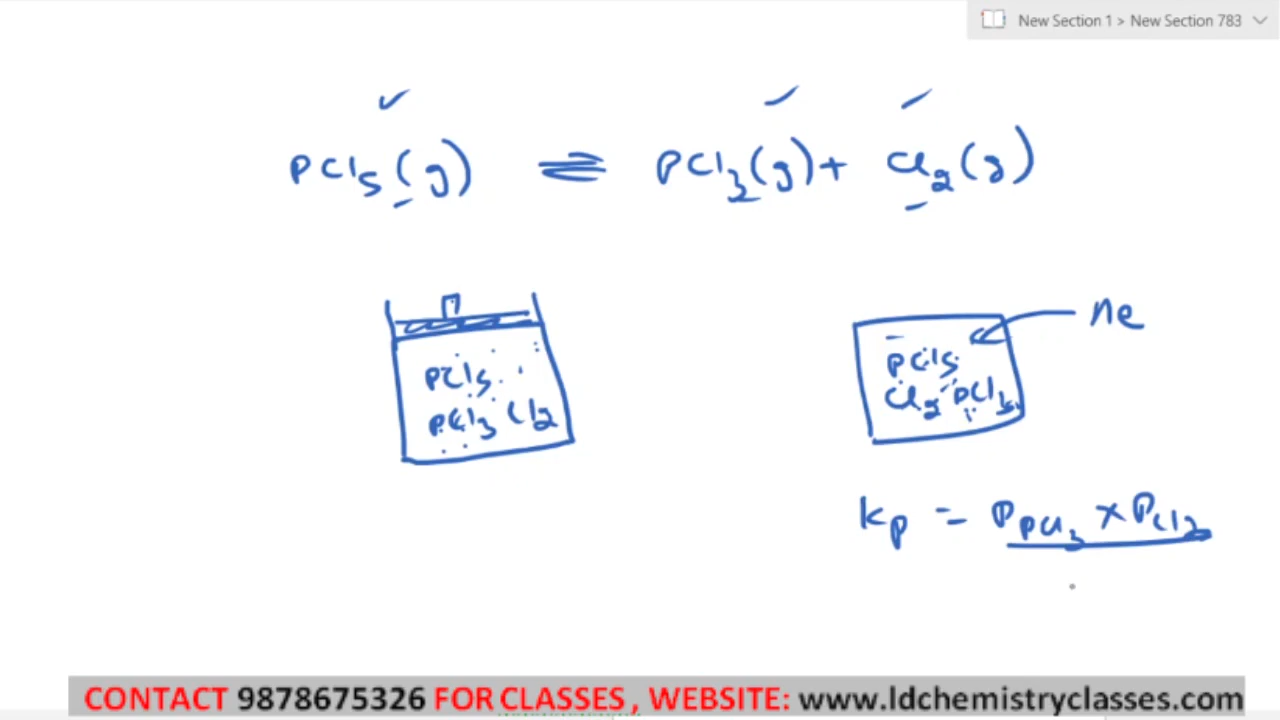 New Section 1 > New Section 783
PCl5(g) ⇌ PCl3(g) + Cl2(g)
PCl5
PCl3 Cl2
Ne
PCl5
Cl2 PCl3
Kp = PPCl3 × PCl2
CONTACT 9878675326 FOR CLASSES , WEBSITE: www.ldchemistryclasses.com